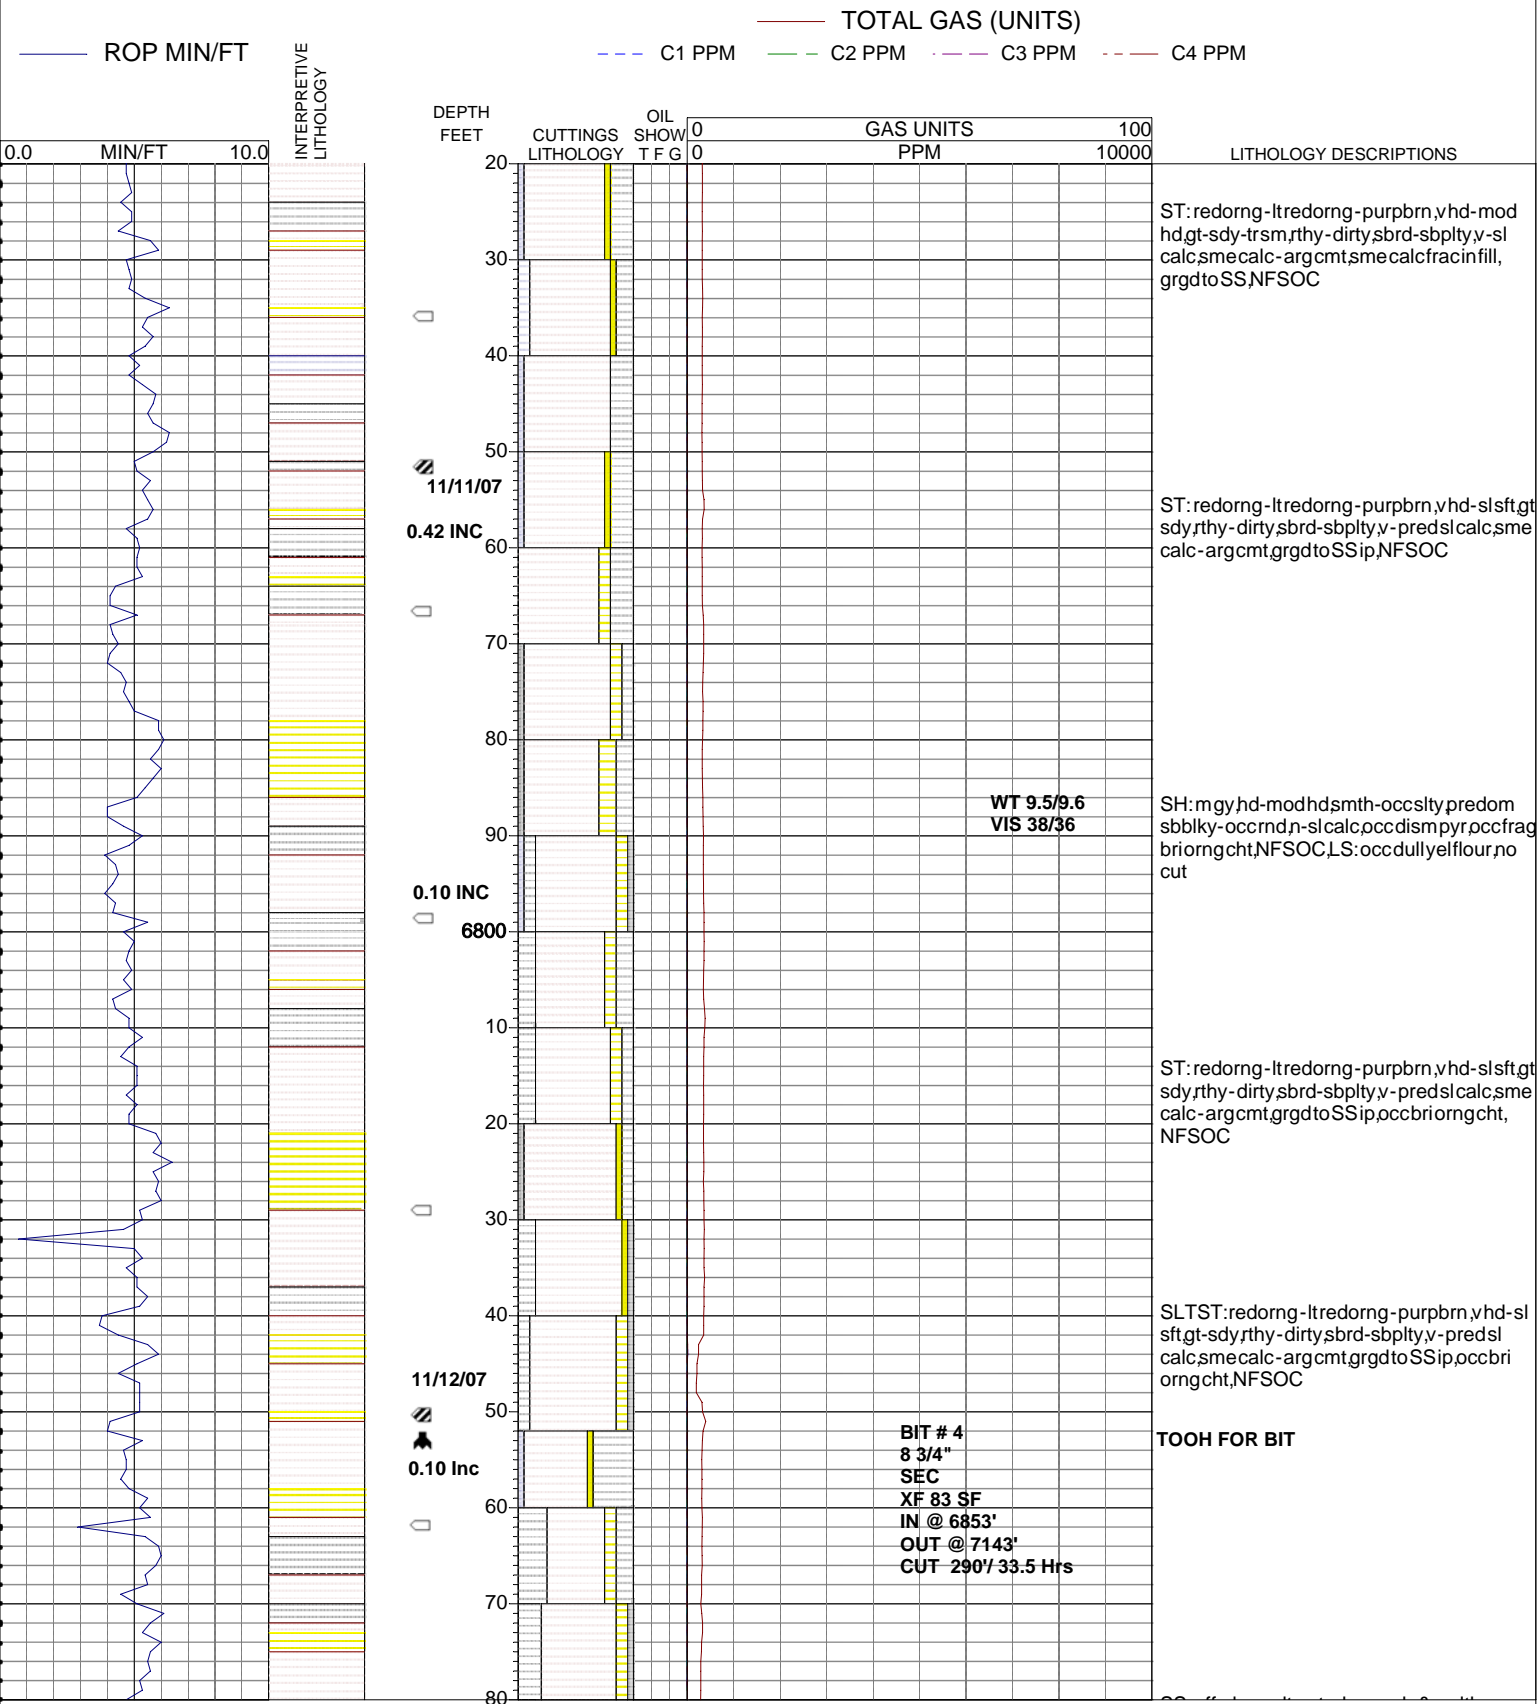 TOTAL GAS (UNITS)
ROP MIN/FT
C1 PPM
C2 PPM
C3 PPM
C4 PPM
INTERPRETIVE
LITHOLOGY
DEPTH
FEET
CUTTINGS
LITHOLOGY
OIL
SHOW
T F G
0 GAS UNITS 100
0 PPM 10000
0.0 MIN/FT 10.0
LITHOLOGY DESCRIPTIONS
20
ST: redorng-ltredorng-purpbrn,vhd-mod
hd,gt-sdy-trsm,rthy-dirty,sbrd-sbplty,v-sl
calc,smecalc-argcmt,smecalcfracinfill,
grgdtoSS,NFSOC
30
40
50
11/11/07
ST: redorng-ltredorng-purpbrn,vhd-slsft,gt
sdy,rthy-dirty,sbrd-sbplty,v-predslcalc,sme
calc-argcmt,grgdtoSSip,NFSOC
0.42 INC
60
70
80
WT 9.5/9.6
VIS 38/36
SH: mgy,hd-modhd,smth-occslty,predom
sbblky-occrnd,n-slcalc,occdismpyr,occfrag
briorngcht,NFSOC,LS: occdullyelflour,no
cut
90
0.10 INC
6800
10
ST: redorng-ltredorng-purpbrn,vhd-slsft,gt
sdy,rthy-dirty,sbrd-sbplty,v-predslcalc,sme
calc-argcmt,grgdtoSSip,occbriorngcht,
NFSOC
20
30
40
SLTST: redorng-ltredorng-purpbrn,vhd-sl
sft,gt-sdy,rthy-dirty,sbrd-sbplty,v-predsl
calc,smecalc-argcmt,grgdtoSSip,occbri
orngcht,NFSOC
11/12/07
50
TOOH FOR BIT
0.10 Inc
BIT # 4
8 3/4"
SEC
XF 83 SF
IN @ 6853'
OUT @ 7143'
CUT 290'/ 33.5 Hrs
60
70
80